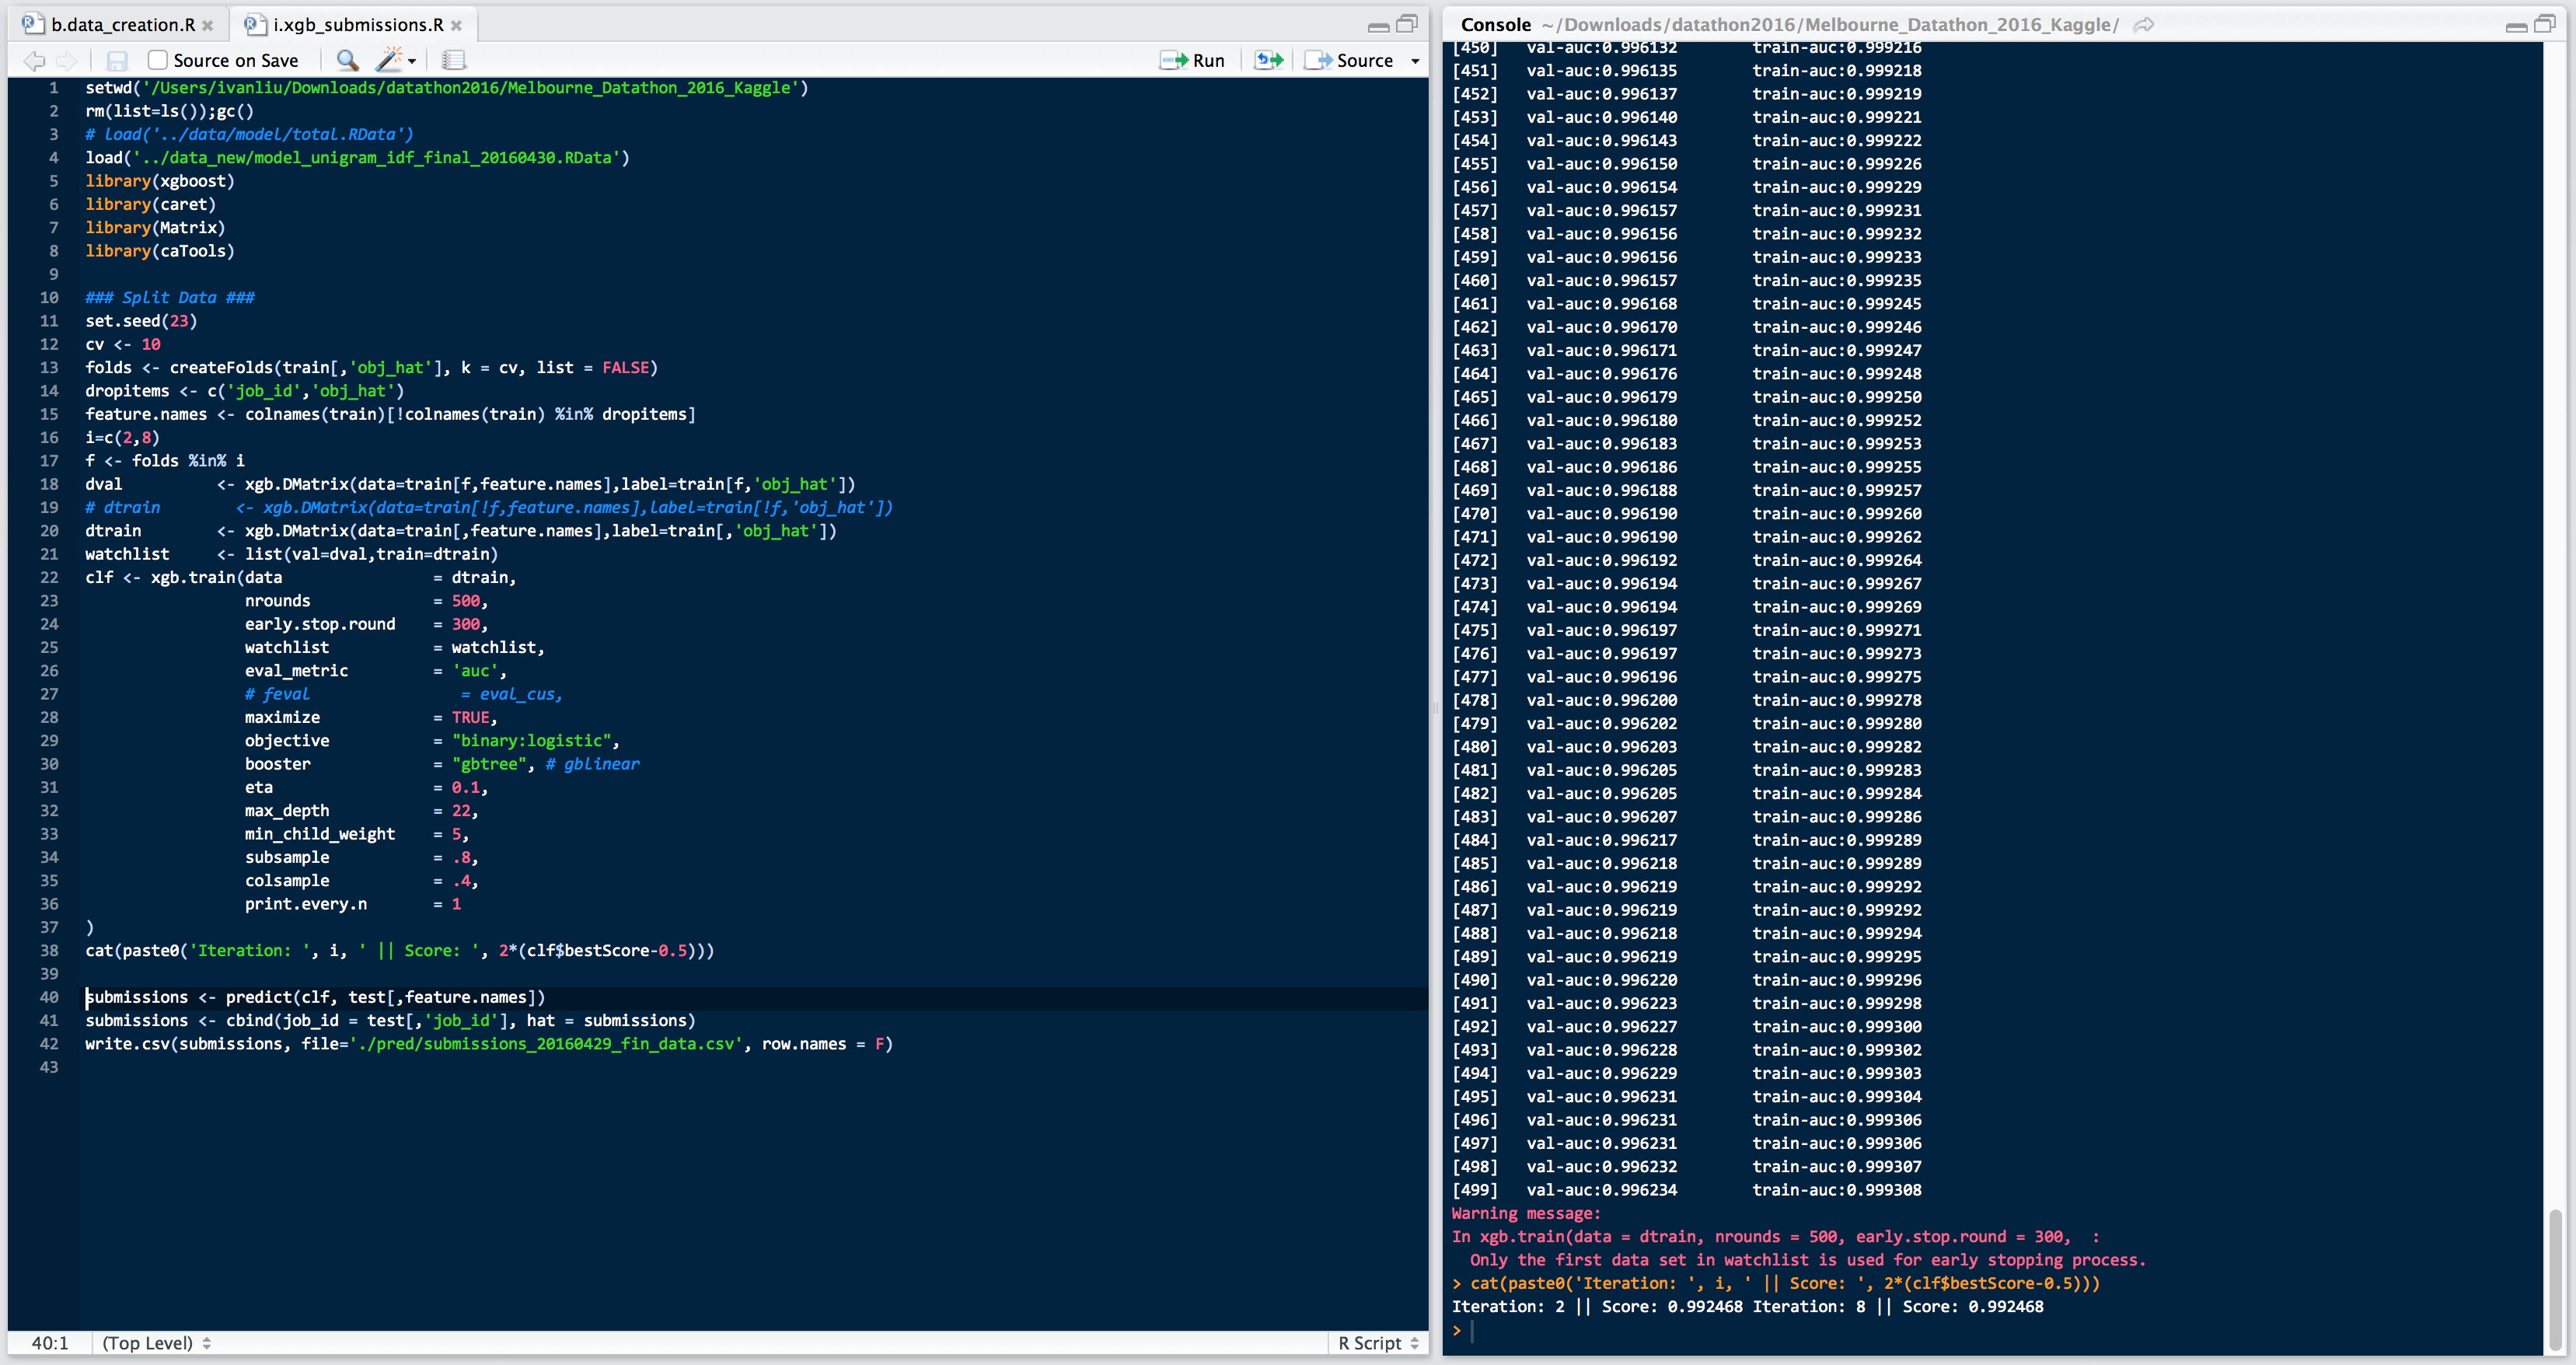 b.data_creation.R
i.xgb_submissions.R
Source on Save
Run
Source
1 setwd('/Users/ivanliu/Downloads/datathon2016/Melbourne_Datathon_2016_Kaggle')
2 rm(list=ls());gc()
3 # load('../data/model/total.RData')
4 load('../data_new/model_unigram_idf_final_20160430.RData')
5 library(xgboost)
6 library(caret)
7 library(Matrix)
8 library(caTools)
9
10 ### Split Data ###
11 set.seed(23)
12 cv <- 10
13 folds <- createFolds(train[,'obj_hat'], k = cv, list = FALSE)
14 dropitems <- c('job_id','obj_hat')
15 feature.names <- colnames(train)[!colnames(train) %in% dropitems]
16 i=c(2,8)
17 f <- folds %in% i
18 dval <- xgb.DMatrix(data=train[f,feature.names],label=train[f,'obj_hat'])
19 # dtrain <- xgb.DMatrix(data=train[!f,feature.names],label=train[!f,'obj_hat'])
20 dtrain <- xgb.DMatrix(data=train[,feature.names],label=train[,'obj_hat'])
21 watchlist <- list(val=dval,train=dtrain)
22 clf <- xgb.train(data = dtrain,
23 nrounds = 500,
24 early.stop.round = 300,
25 watchlist = watchlist,
26 eval_metric = 'auc',
27 # feval = eval_cus,
28 maximize = TRUE,
29 objective = "binary:logistic",
30 booster = "gbtree", # gblinear
31 eta = 0.1,
32 max_depth = 22,
33 min_child_weight = 5,
34 subsample = .8,
35 colsample = .4,
36 print.every.n = 1
37 )
38 cat(paste0('Iteration: ', i, ' || Score: ', 2*(clf$bestScore-0.5)))
39
40 submissions <- predict(clf, test[,feature.names])
41 submissions <- cbind(job_id = test[,'job_id'], hat = submissions)
42 write.csv(submissions, file='./pred/submissions_20160429_fin_data.csv', row.names = F)
43
40:1 (Top Level) R Script
Console ~/Downloads/datathon2016/Melbourne_Datathon_2016_Kaggle/
[450] val-auc:0.996132 train-auc:0.999216
[451] val-auc:0.996135 train-auc:0.999218
[452] val-auc:0.996137 train-auc:0.999219
[453] val-auc:0.996140 train-auc:0.999221
[454] val-auc:0.996143 train-auc:0.999222
[455] val-auc:0.996150 train-auc:0.999226
[456] val-auc:0.996154 train-auc:0.999229
[457] val-auc:0.996157 train-auc:0.999231
[458] val-auc:0.996156 train-auc:0.999232
[459] val-auc:0.996156 train-auc:0.999233
[460] val-auc:0.996157 train-auc:0.999235
[461] val-auc:0.996168 train-auc:0.999245
[462] val-auc:0.996170 train-auc:0.999246
[463] val-auc:0.996171 train-auc:0.999247
[464] val-auc:0.996176 train-auc:0.999248
[465] val-auc:0.996179 train-auc:0.999250
[466] val-auc:0.996180 train-auc:0.999252
[467] val-auc:0.996183 train-auc:0.999253
[468] val-auc:0.996186 train-auc:0.999255
[469] val-auc:0.996188 train-auc:0.999257
[470] val-auc:0.996190 train-auc:0.999260
[471] val-auc:0.996190 train-auc:0.999262
[472] val-auc:0.996192 train-auc:0.999264
[473] val-auc:0.996194 train-auc:0.999267
[474] val-auc:0.996194 train-auc:0.999269
[475] val-auc:0.996197 train-auc:0.999271
[476] val-auc:0.996197 train-auc:0.999273
[477] val-auc:0.996196 train-auc:0.999275
[478] val-auc:0.996200 train-auc:0.999278
[479] val-auc:0.996202 train-auc:0.999280
[480] val-auc:0.996203 train-auc:0.999282
[481] val-auc:0.996205 train-auc:0.999283
[482] val-auc:0.996205 train-auc:0.999284
[483] val-auc:0.996207 train-auc:0.999286
[484] val-auc:0.996217 train-auc:0.999289
[485] val-auc:0.996218 train-auc:0.999289
[486] val-auc:0.996219 train-auc:0.999292
[487] val-auc:0.996219 train-auc:0.999292
[488] val-auc:0.996218 train-auc:0.999294
[489] val-auc:0.996219 train-auc:0.999295
[490] val-auc:0.996220 train-auc:0.999296
[491] val-auc:0.996223 train-auc:0.999298
[492] val-auc:0.996227 train-auc:0.999300
[493] val-auc:0.996228 train-auc:0.999302
[494] val-auc:0.996229 train-auc:0.999303
[495] val-auc:0.996231 train-auc:0.999304
[496] val-auc:0.996231 train-auc:0.999306
[497] val-auc:0.996231 train-auc:0.999306
[498] val-auc:0.996232 train-auc:0.999307
[499] val-auc:0.996234 train-auc:0.999308
Warning message:
In xgb.train(data = dtrain, nrounds = 500, early.stop.round = 300, :
Only the first data set in watchlist is used for early stopping process.
> cat(paste0('Iteration: ', i, ' || Score: ', 2*(clf$bestScore-0.5)))
Iteration: 2 || Score: 0.992468 Iteration: 8 || Score: 0.992468
>